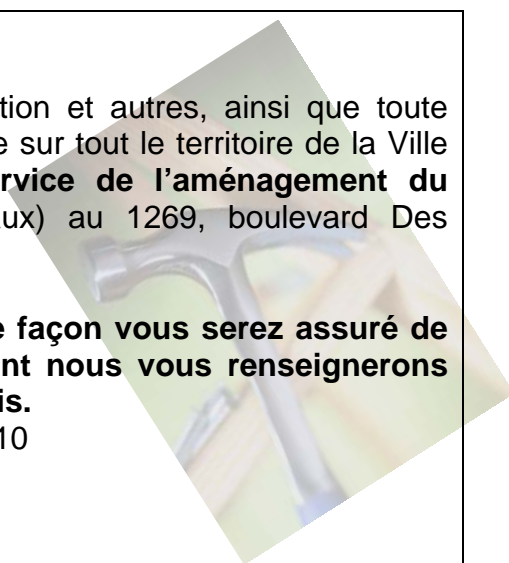 tion et autres, ainsi que toute
e sur tout le territoire de la Ville
rvice de l’aménagement du
aux) au 1269, boulevard Des
e façon vous serez assuré de
nt nous vous renseignerons
is.
10